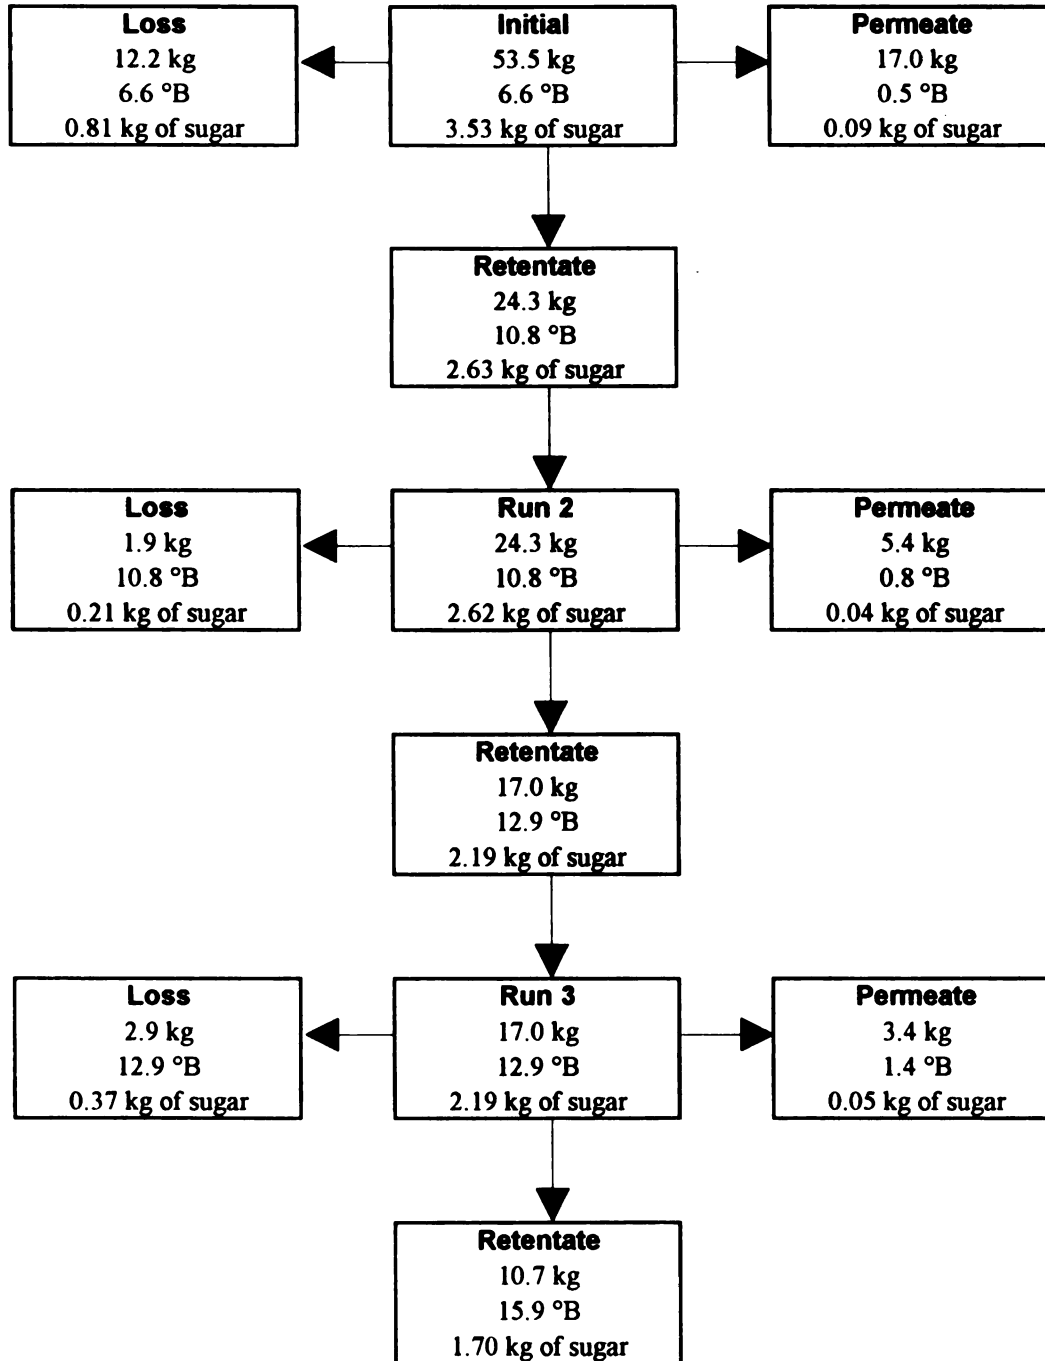 Loss
12.2 kg
6.6 °B
0.81 kg of sugar
Initial
53.5 kg
6.6 °B
3.53 kg of sugar
Permeate
17.0 kg
0.5 °B
0.09 kg of sugar
Retentate
24.3 kg
10.8 °B
2.63 kg of sugar
Loss
1.9 kg
10.8 °B
0.21 kg of sugar
Run 2
24.3 kg
10.8 °B
2.62 kg of sugar
Permeate
5.4 kg
0.8 °B
0.04 kg of sugar
Retentate
17.0 kg
12.9 °B
2.19 kg of sugar
Loss
2.9 kg
12.9 °B
0.37 kg of sugar
Run 3
17.0 kg
12.9 °B
2.19 kg of sugar
Permeate
3.4 kg
1.4 °B
0.05 kg of sugar
Retentate
10.7 kg
15.9 °B
1.70 kg of sugar